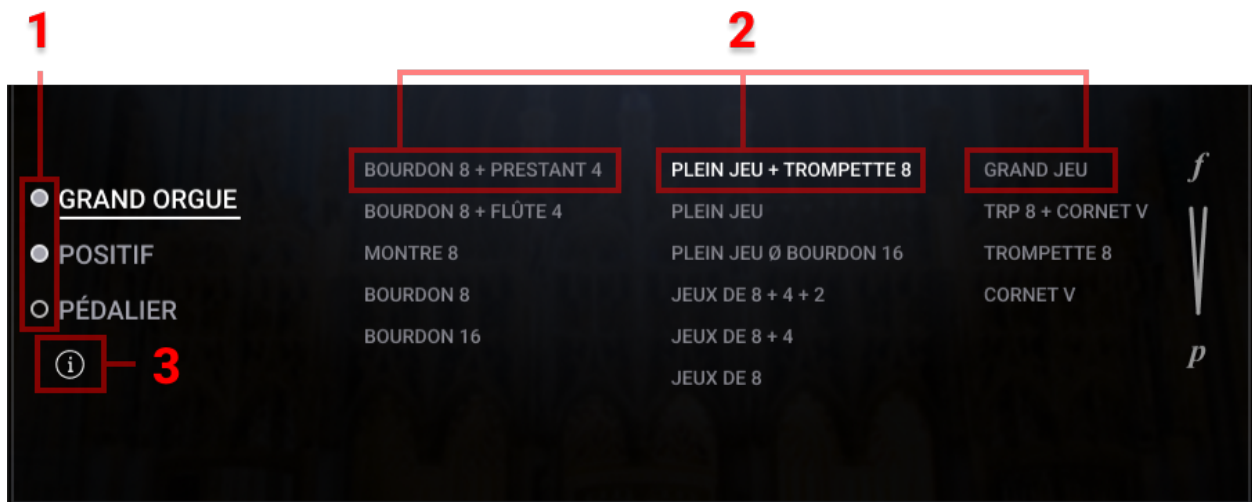 1
2
GRAND ORGUE
POSITIF
PÉDALIER
i
3
BOURDON 8 + PRESTANT 4
BOURDON 8 + FLÛTE 4
MONTRE 8
BOURDON 8
BOURDON 16
PLEIN JEU + TROMPETTE 8
PLEIN JEU
PLEIN JEU Ø BOURDON 16
JEUX DE 8 + 4 + 2
JEUX DE 8 + 4
JEUX DE 8
GRAND JEU
TRP 8 + CORNET V
TROMPETTE 8
CORNET V
f
p